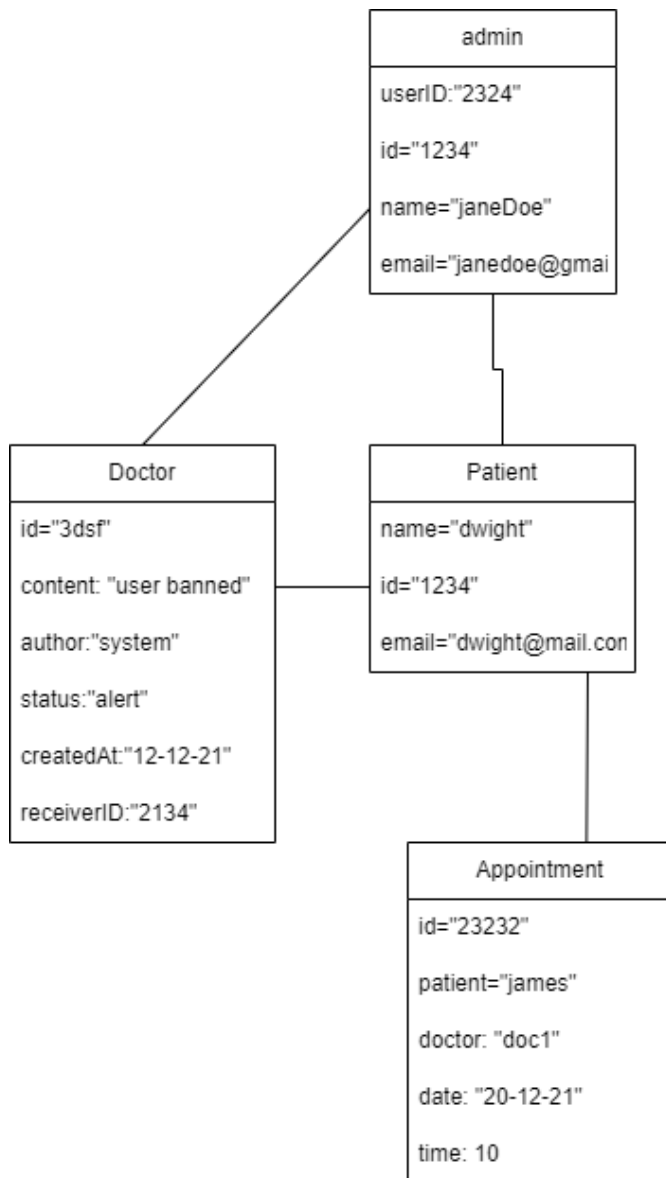 admin
userID:"2324"
id="1234"
name="janeDoe"
email="janedoe@gmai
Doctor
id="3dsf"
content: "user banned"
author:"system"
status:"alert"
createdAt:"12-12-21"
receiverID:"2134"
Patient
name="dwight"
id="1234"
email="dwight@mail.con
Appointment
id="23232"
patient="james"
doctor: "doc1"
date: "20-12-21"
time: 10